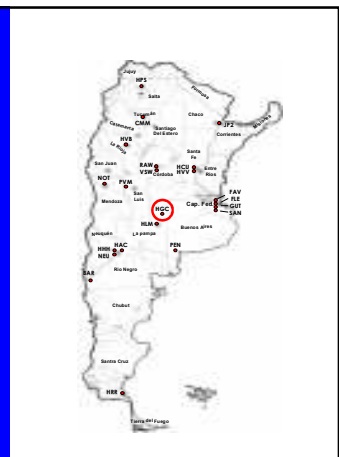 Jujuy
HPS
Salta
Formosa
Tucumán
CMM
Chaco
Misiones
JPZ
Catamarca
Santiago
Del Estero
Corrientes
HVB
La Rioja
Santa
Fe
San Juan
RAW
VSW
Córdoba
HCU
HVV
Entre
Rios
NOT
PVM
San
Luis
Mendoza
FAV
FLE
GUT
SAN
Cap. Fed.
HGC
HLM
Buenos Aires
Neuquén
La pampa
HAC
HHH
NEU
PEN
Río Negro
BAR
Chubut
Santa Cruz
HRR
Tierra del Fuego